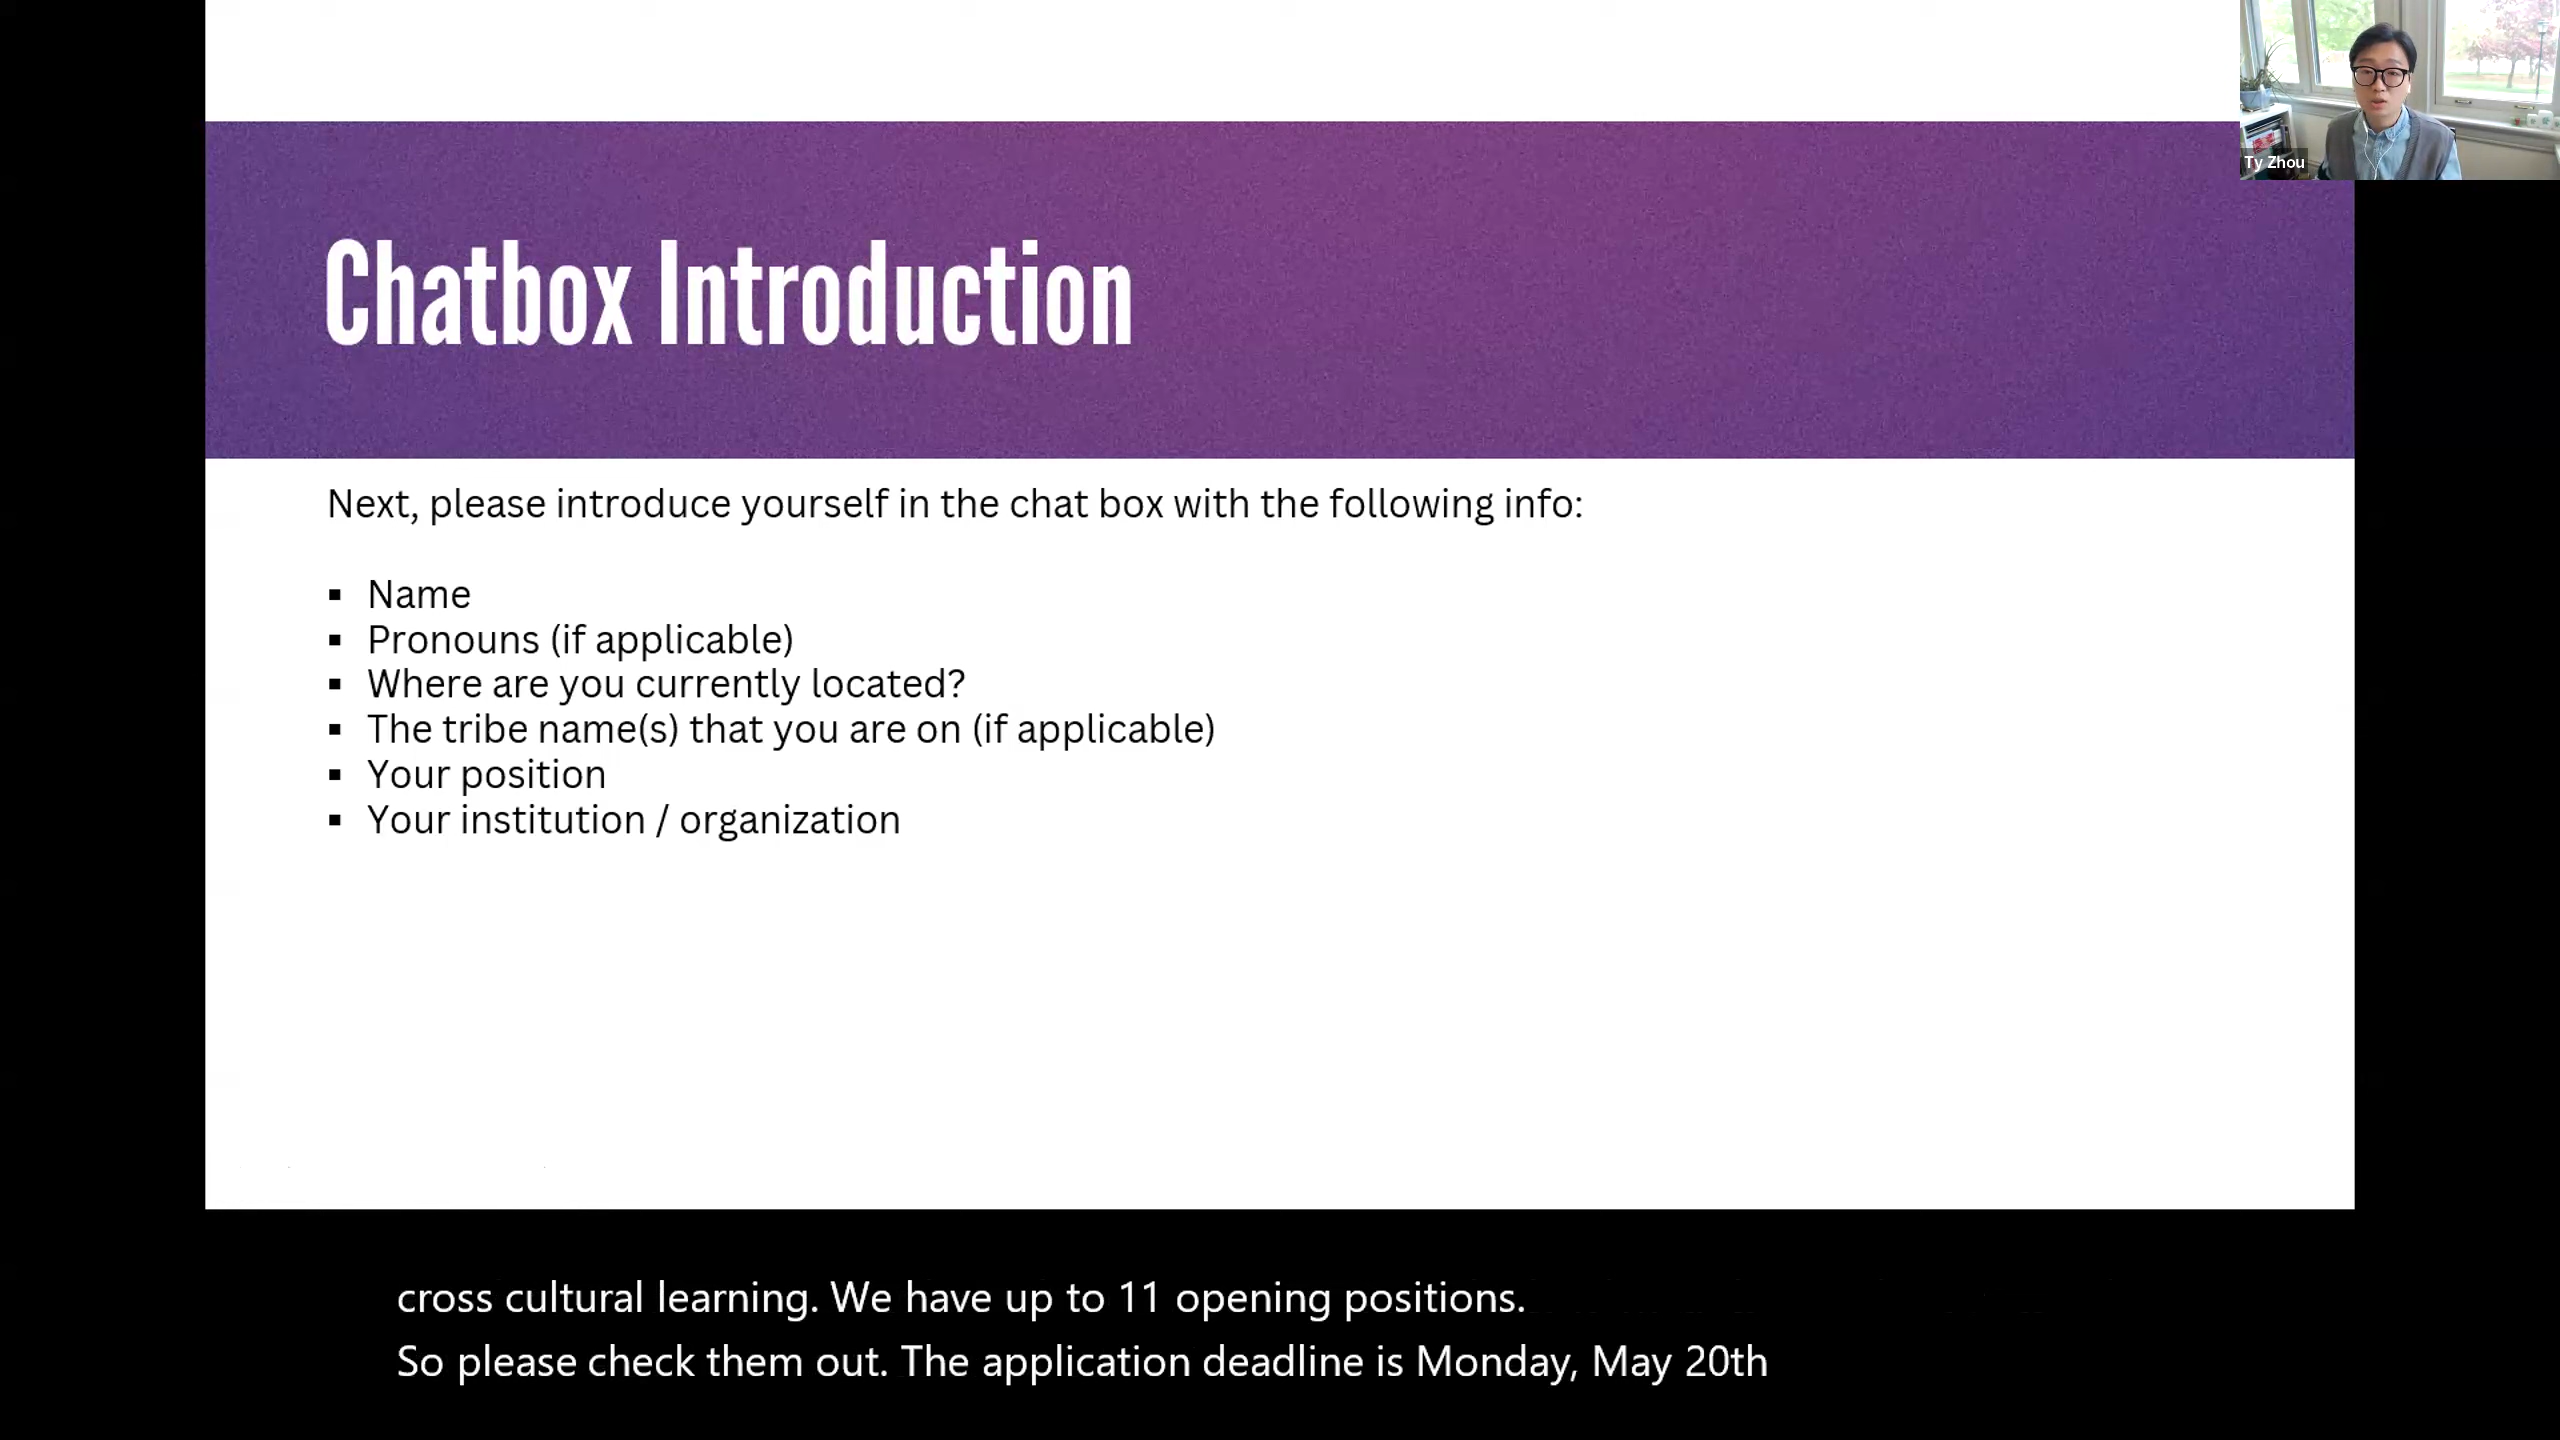 Ty Zhou
Chatbox Introduction
Next, please introduce yourself in the chat box with the following info:
▪ Name
▪ Pronouns (if applicable)
▪ Where are you currently located?
▪ The tribe name(s) that you are on (if applicable)
▪ Your position
▪ Your institution / organization
cross cultural learning. We have up to 11 opening positions.
So please check them out. The application deadline is Monday, May 20th